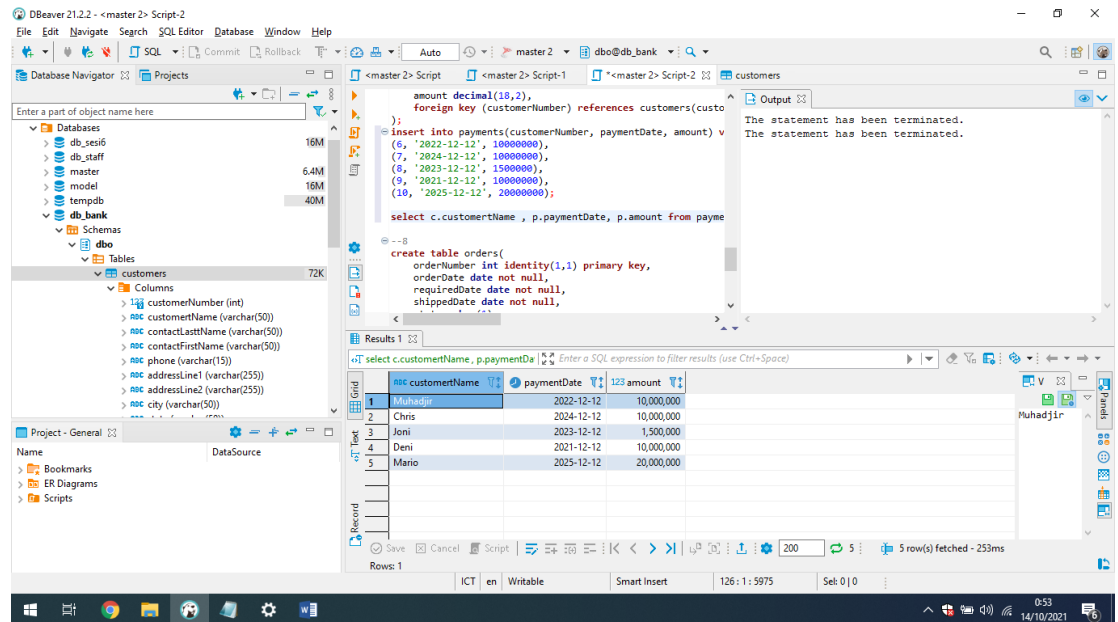 DBeaver 21.2.2 - <master 2> Script-2
File Edit Navigate Search SQL Editor Database Window Help
SQL Commit Rollback Auto master 2 dbo@db_bank
Database Navigator Projects
<master 2> Script <master 2> Script-1 *<master 2> Script-2 customers
Enter a part of object name here
Databases
db_sesi6 16M
db_staff
master 6.4M
model 16M
tempdb 40M
db_bank
Schemas
dbo
Tables
customers 72K
Columns
customerNumber (int)
customertName (varchar(50))
contactLasttName (varchar(50))
contactFirstName (varchar(50))
phone (varchar(15))
addressLine1 (varchar(255))
addressLine2 (varchar(255))
city (varchar(50))
Project - General
Name DataSource
Bookmarks
ER Diagrams
Scripts
amount decimal(18,2),
foreign key (customerNumber) references customers(custo
);
insert into payments(customerNumber, paymentDate, amount) v
(6, '2022-12-12', 10000000),
(7, '2024-12-12', 10000000),
(8, '2023-12-12', 1500000),
(9, '2021-12-12', 10000000),
(10, '2025-12-12', 20000000);
select c.customertName , p.paymentDate, p.amount from payme
--8
create table orders(
orderNumber int identity(1,1) primary key,
orderDate date not null,
requiredDate date not null,
shippedDate date not null,
Output
The statement has been terminated.
The statement has been terminated.
Results 1
select c.customertName , p.paymentDa Enter a SQL expression to filter results (use Ctrl+Space)
Grid
Text
Record
ABC customertName paymentDate 123 amount
1 Muhadjir 2022-12-12 10,000,000
2 Chris 2024-12-12 10,000,000
3 Joni 2023-12-12 1,500,000
4 Deni 2021-12-12 10,000,000
5 Mario 2025-12-12 20,000,000
V
Muhadjir
Panels
Save Cancel Script 200 5 5 row(s) fetched - 253ms
Rows: 1
ICT en Writable Smart Insert 126 : 1 : 5975 Sel: 0 | 0
0:53
14/10/2021
6